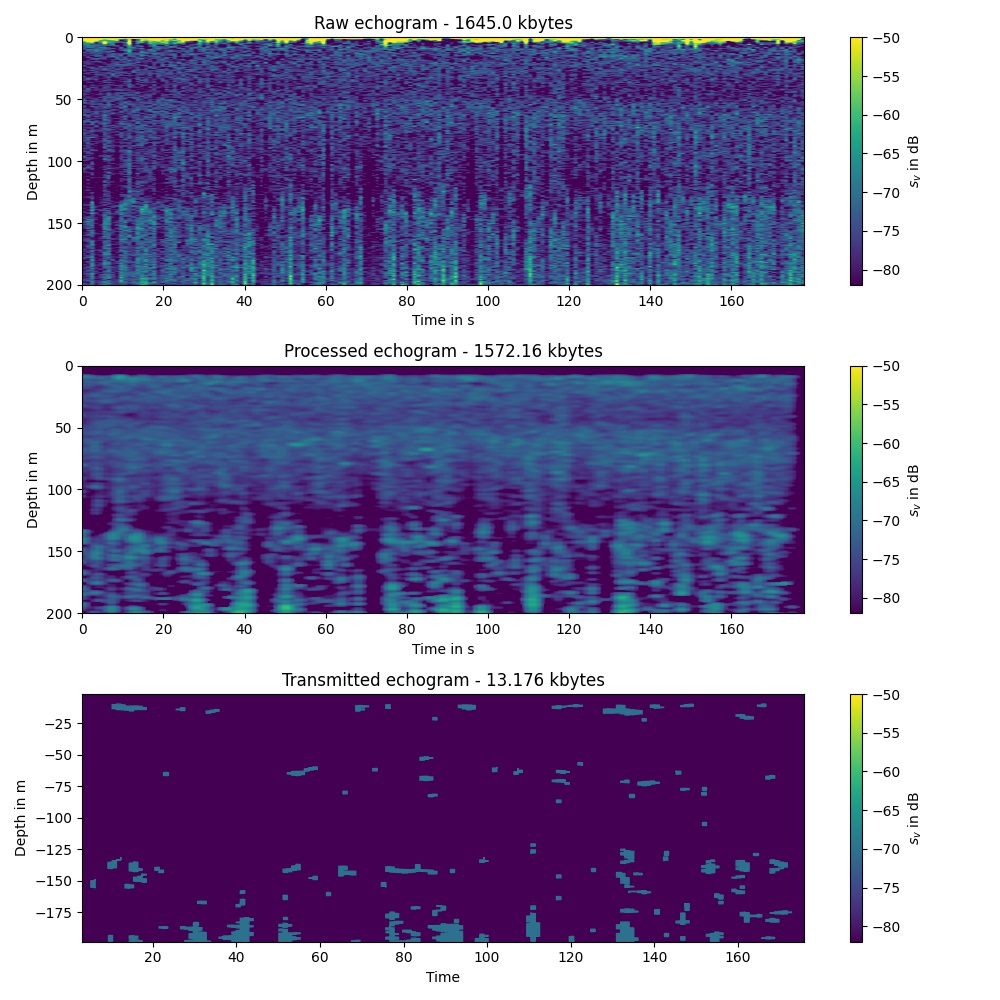 Raw echogram - 1645.0 kbytes
0
50
100
150
200
Depth in m
0 20 40 60 80 100 120 140 160
Time in s
−50
−55
−60
−65
−70
−75
−80
sv in dB
Processed echogram - 1572.16 kbytes
0
50
100
150
200
Depth in m
0 20 40 60 80 100 120 140 160
Time in s
−50
−55
−60
−65
−70
−75
−80
sv in dB
Transmitted echogram - 13.176 kbytes
−25
−50
−75
−100
−125
−150
−175
Depth in m
20 40 60 80 100 120 140 160
Time
−50
−55
−60
−65
−70
−75
−80
sv in dB